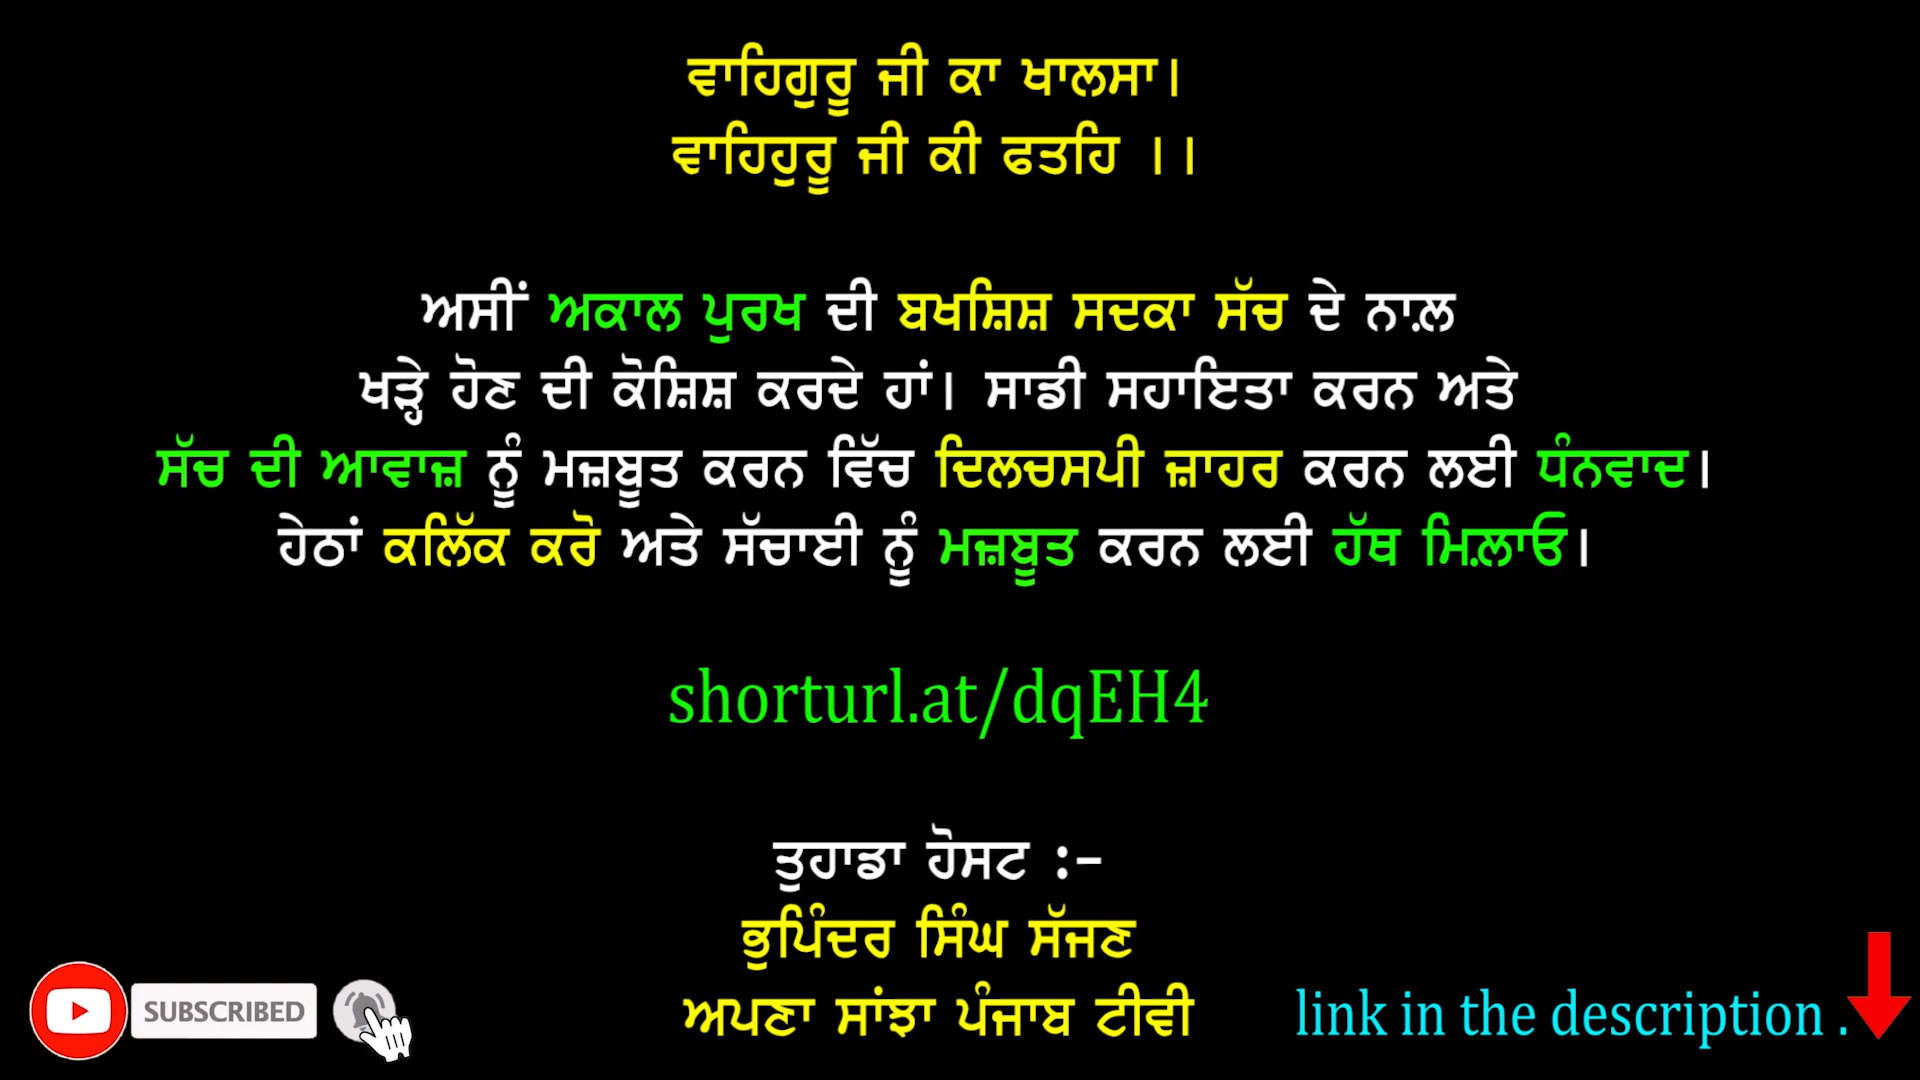 ਵਾਹਿਗੁਰੂ ਜੀ ਕਾ ਖਾਲਸਾ।
ਵਾਹਿਹੁਰੂ ਜੀ ਕੀ ਫਤਹਿ ।।
ਅਸੀਂ ਅਕਾਲ ਪੁਰਖ ਦੀ ਬਖਸ਼ਿਸ਼ ਸਦਕਾ ਸੱਚ ਦੇ ਨਾਲ਼
ਖੜ੍ਹੇ ਹੋਣ ਦੀ ਕੋਸ਼ਿਸ਼ ਕਰਦੇ ਹਾਂ। ਸਾਡੀ ਸਹਾਇਤਾ ਕਰਨ ਅਤੇ
ਸੱਚ ਦੀ ਆਵਾਜ਼ ਨੂੰ ਮਜ਼ਬੂਤ ਕਰਨ ਵਿੱਚ ਦਿਲਚਸਪੀ ਜ਼ਾਹਰ ਕਰਨ ਲਈ ਧੰਨਵਾਦ।
ਹੇਠਾਂ ਕਲਿੱਕ ਕਰੋ ਅਤੇ ਸੱਚਾਈ ਨੂੰ ਮਜ਼ਬੂਤ ਕਰਨ ਲਈ ਹੱਥ ਮਿਲ਼ਾਓ।
shorturl.at/dqEH4
ਤੁਹਾਡਾ ਹੋਸਟ :-
ਭੁਪਿੰਦਰ ਸਿੰਘ ਸੱਜਣ
ਅਪਣਾ ਸਾਂਝਾ ਪੰਜਾਬ ਟੀਵੀ
SUBSCRIBED
link in the description .